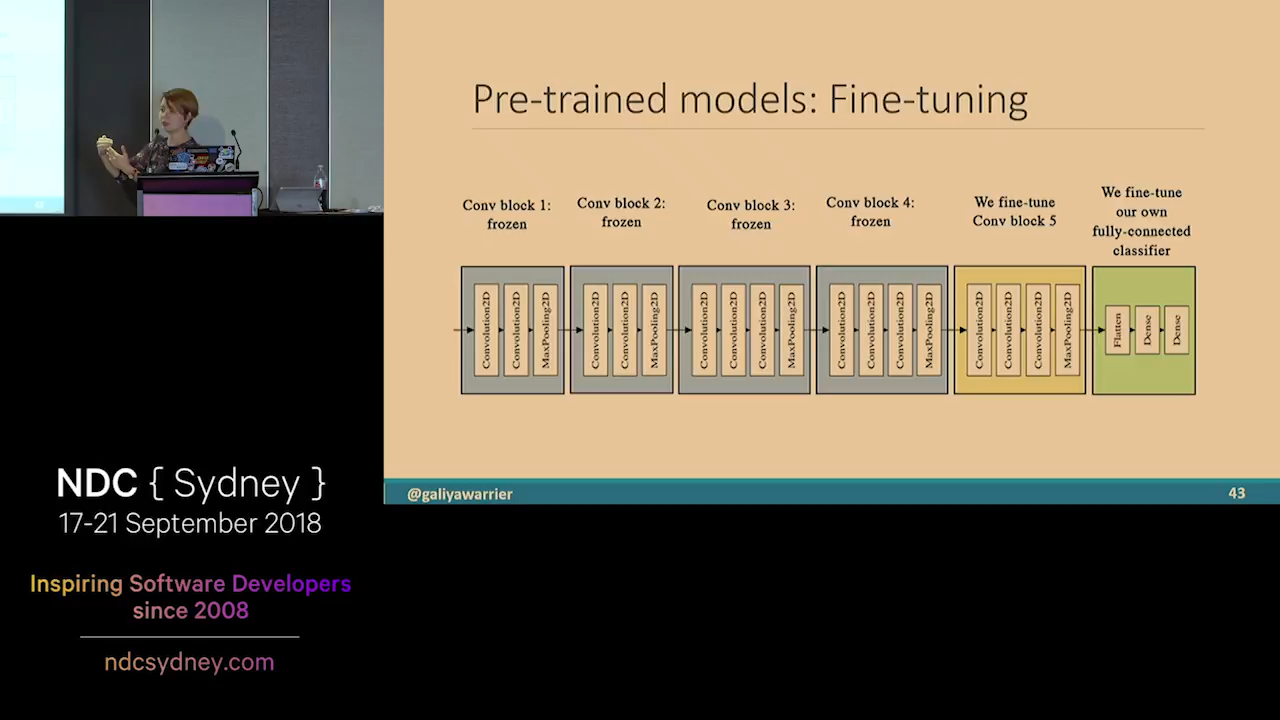 Pre-trained models: Fine-tuning
Conv block 1:
frozen
Conv block 2:
frozen
Conv block 3:
frozen
Conv block 4:
frozen
We fine-tune
Conv block 5
We fine-tune
our own
fully-connected
classifier
Convolution2D
Convolution2D
MaxPooling2D
Convolution2D
Convolution2D
MaxPooling2D
Convolution2D
Convolution2D
Convolution2D
MaxPooling2D
Convolution2D
Convolution2D
Convolution2D
MaxPooling2D
Convolution2D
Convolution2D
Convolution2D
MaxPooling2D
Flatten
Dense
Dense
@galiyawarrier
43
NDC { Sydney }
17-21 September 2018
Inspiring Software Developers
since 2008
ndcsydney.com